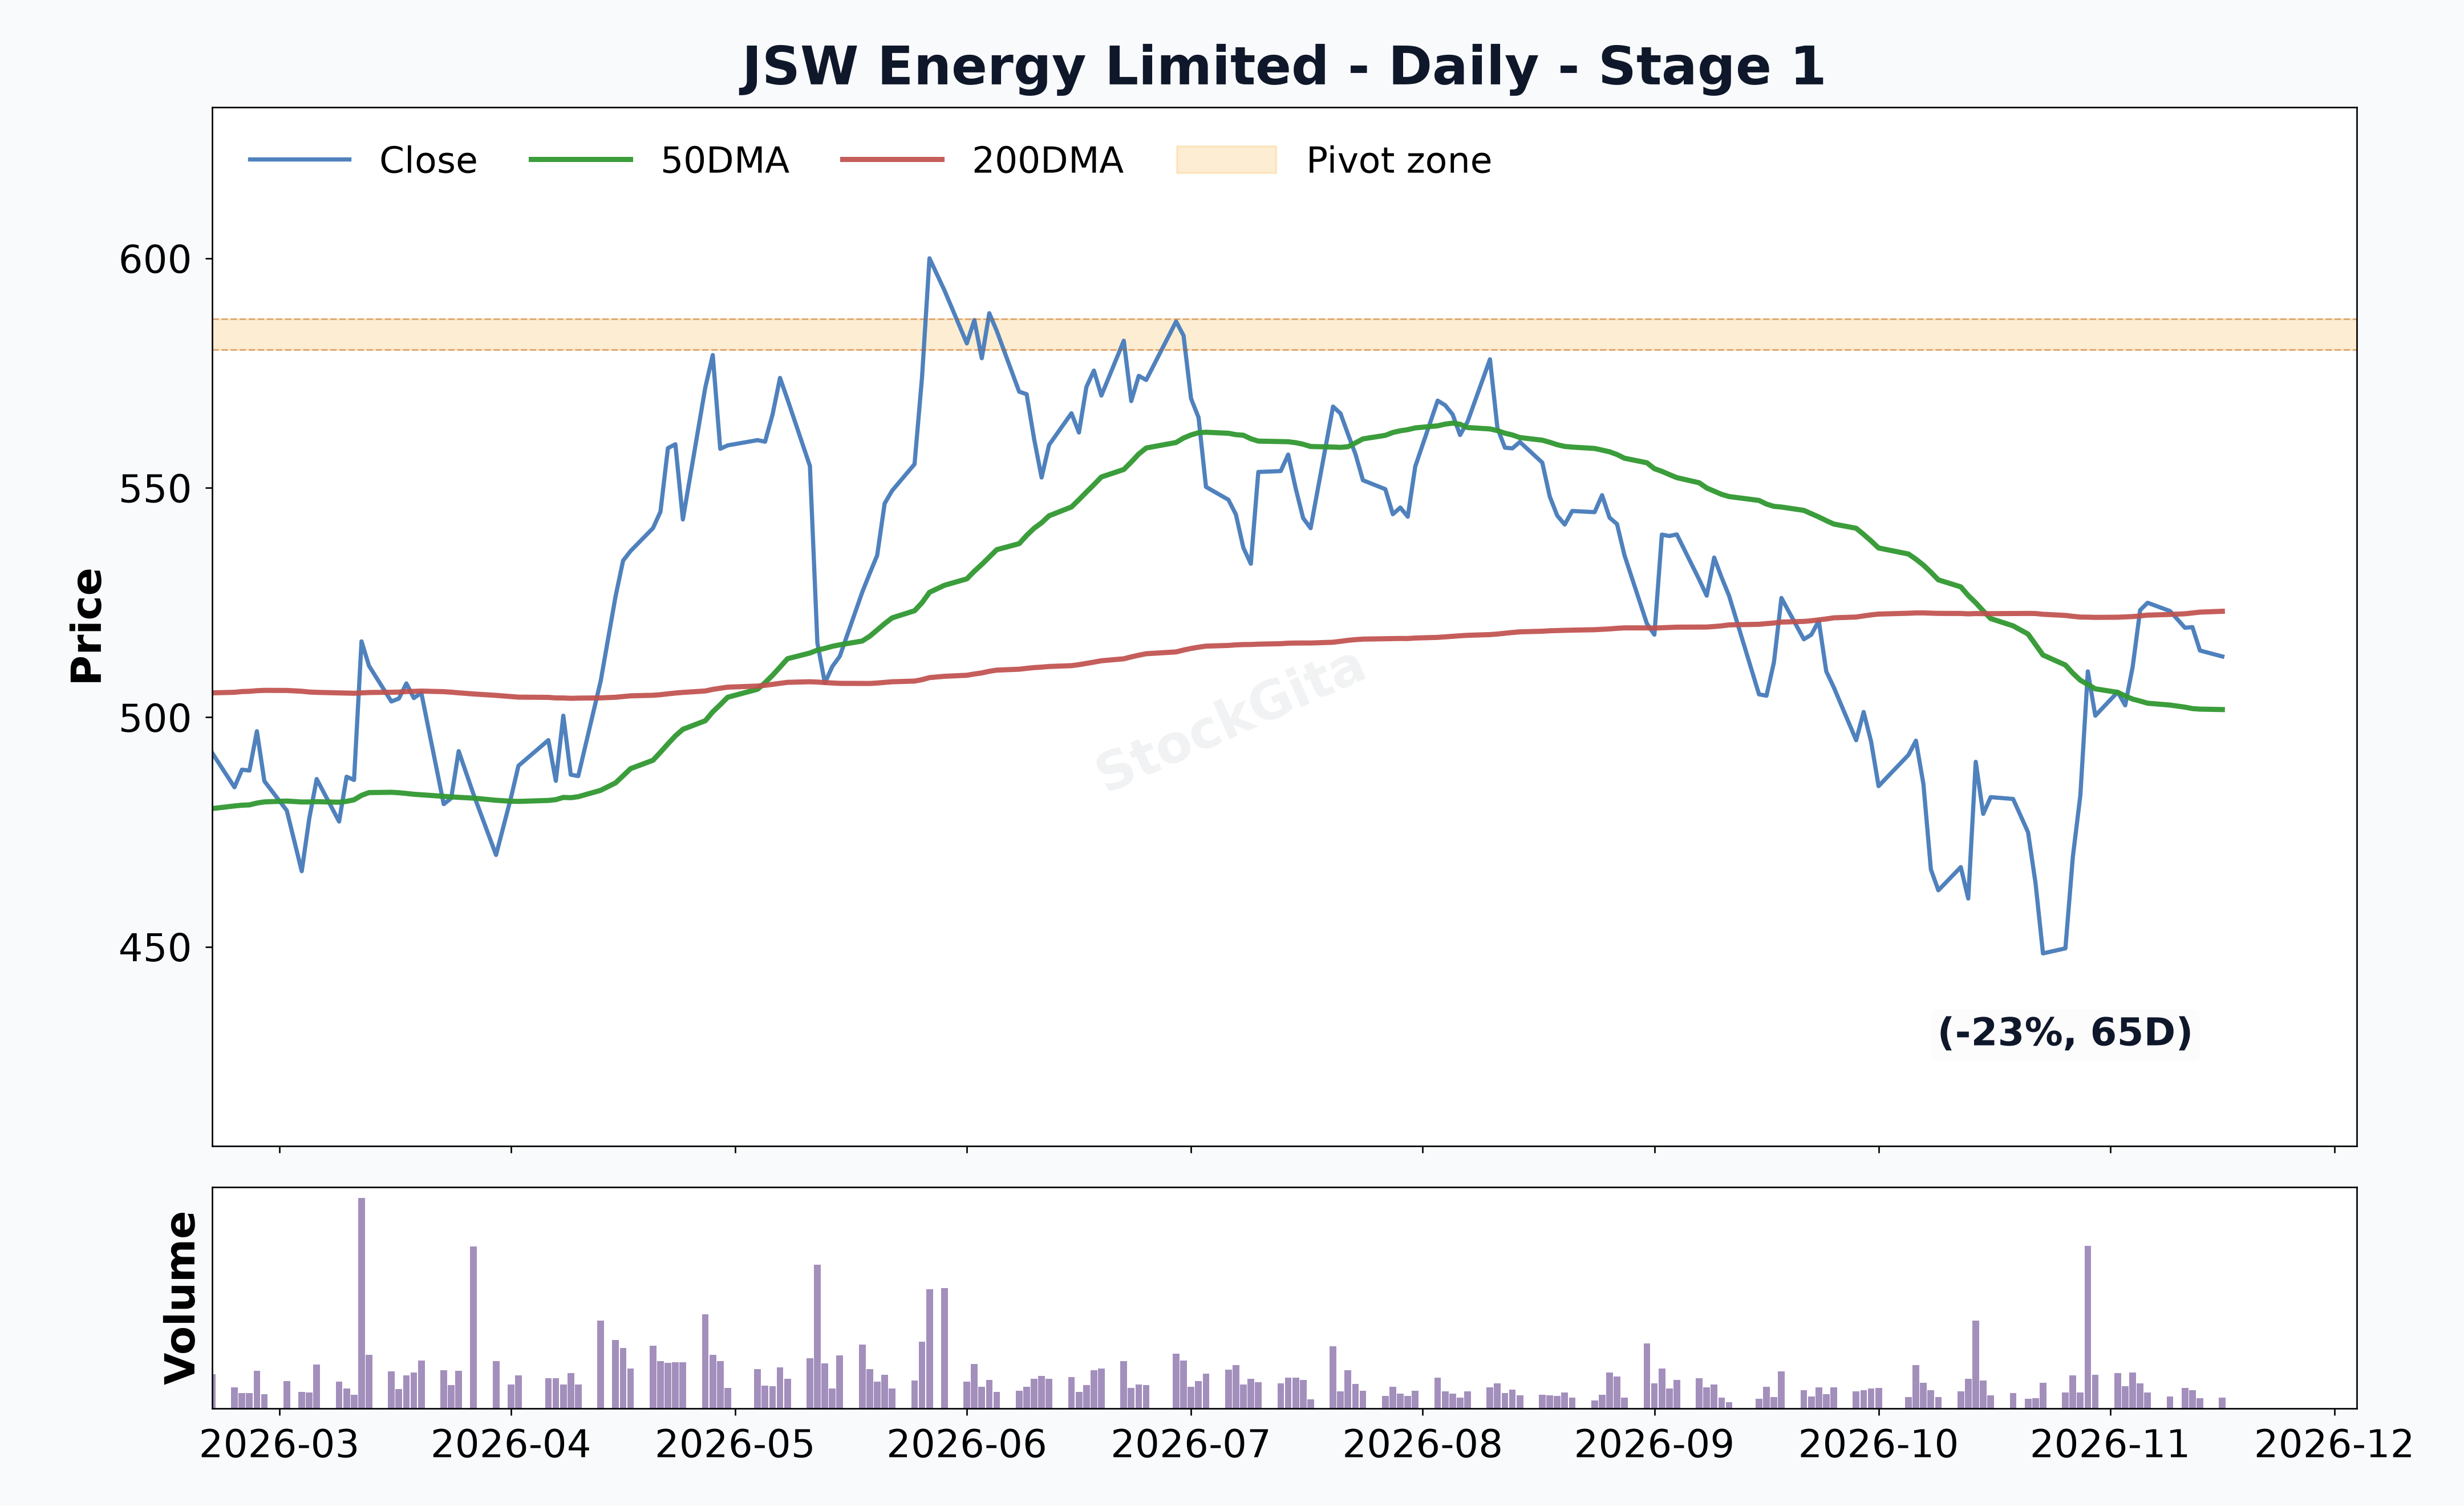 JSW Energy Limited - Daily - Stage 1
Close 50DMA 200DMA Pivot zone
Price
600
550
500
450
StockGita
(-23%, 65D)
Volume
2026-03 2026-04 2026-05 2026-06 2026-07 2026-08 2026-09 2026-10 2026-11 2026-12